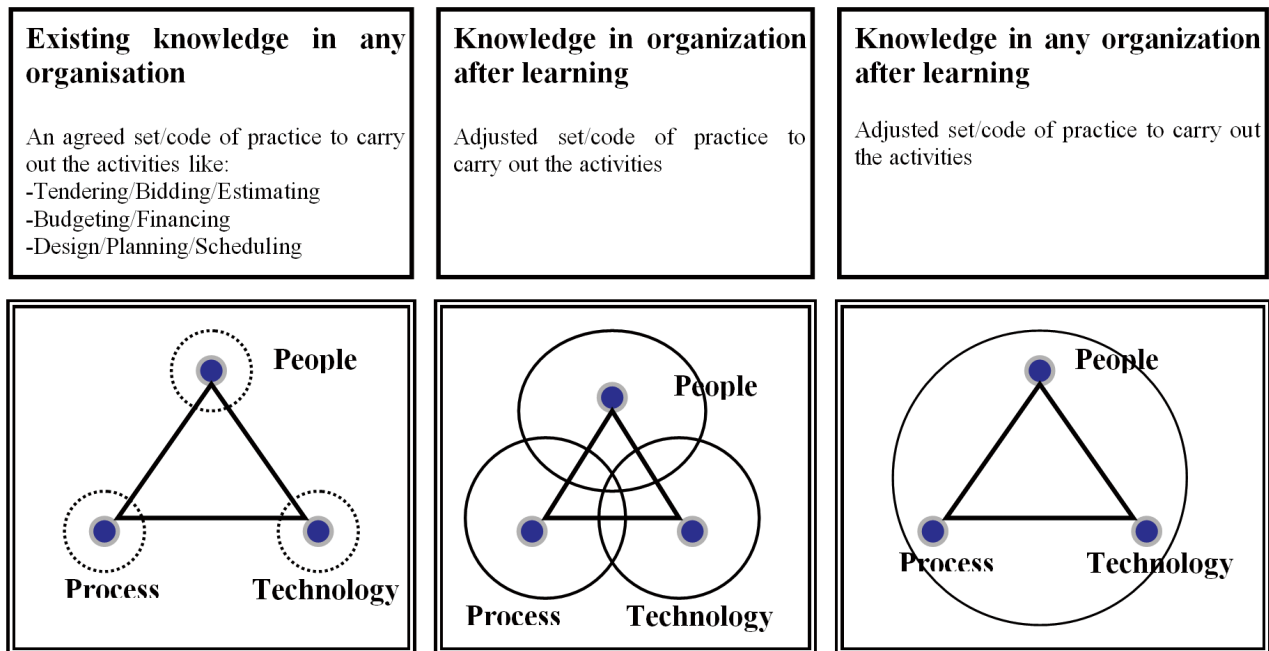 Existing knowledge in any
organisation
An agreed set/code of practice to carry
out the activities like:
-Tendering/Bidding/Estimating
-Budgeting/Financing
-Design/Planning/Scheduling
Knowledge in organization
after learning
Adjusted set/code of practice to
carry out the activities
Knowledge in any organization
after learning
Adjusted set/code of practice to carry out
the activities
People
Process
Technology
People
Process
Technology
People
Process
Technology